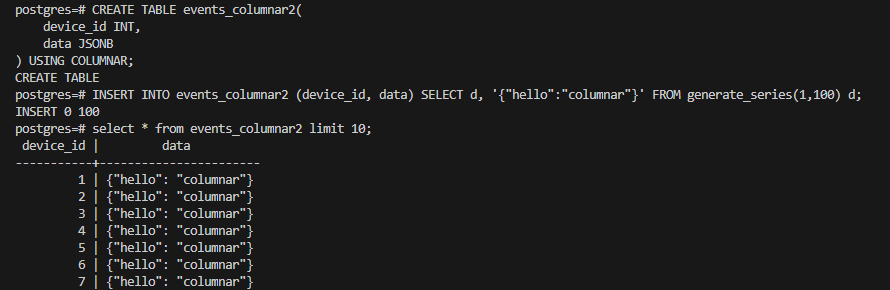 postgres=# CREATE TABLE events_columnar2(
    device_id INT,
    data JSONB
) USING COLUMNAR;
CREATE TABLE
postgres=# INSERT INTO events_columnar2 (device_id, data) SELECT d, '{"hello":"columnar"}' FROM generate_series(1,100) d;
INSERT 0 100
postgres=# select * from events_columnar2 limit 10;
 device_id |         data
-----------+----------------------
         1 | {"hello": "columnar"}
         2 | {"hello": "columnar"}
         3 | {"hello": "columnar"}
         4 | {"hello": "columnar"}
         5 | {"hello": "columnar"}
         6 | {"hello": "columnar"}
         7 | {"hello": "columnar"}